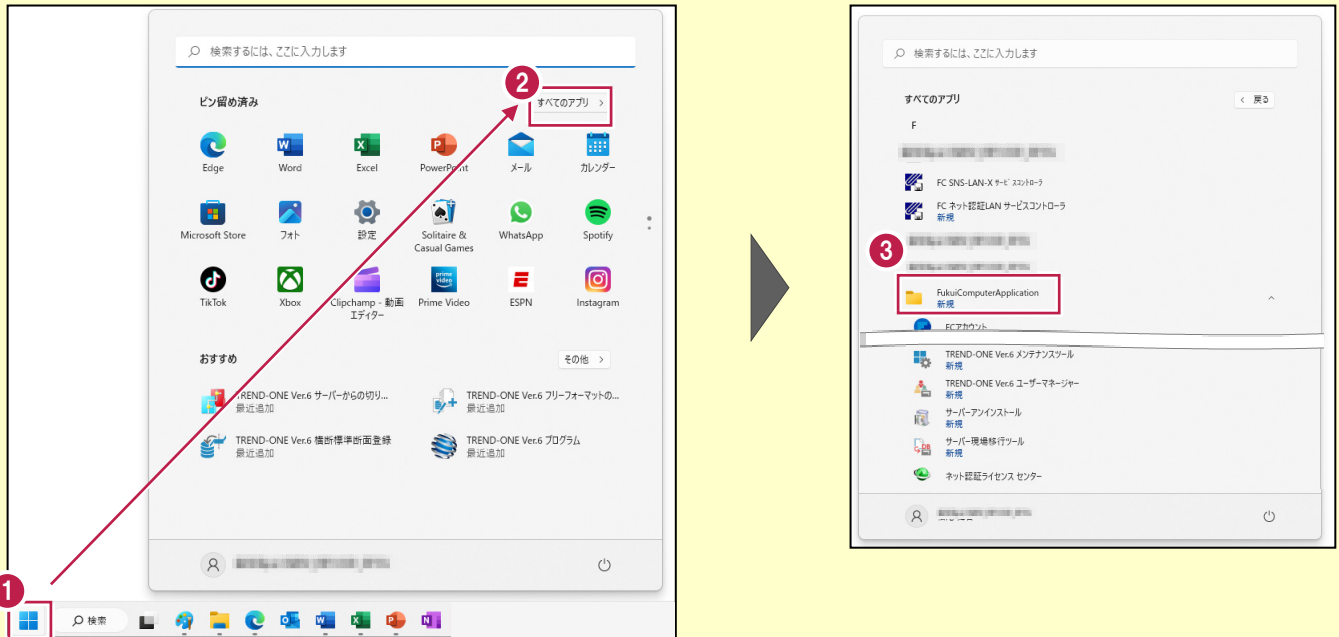 検索するには、ここに入力します
2
ピン留め済み
すべてのアプリ >
Edge
Word
Excel
PowerPoint
メール
カレンダー
Microsoft Store
フォト
設定
Solitaire &
Casual Games
WhatsApp
Spotify
TikTok
Xbox
Clipchamp - 動画
エディター
Prime Video
ESPN
Instagram
おすすめ
その他 >
TREND-ONE Ver.6 サーバーからの切り...
最近追加
TREND-ONE Ver.6 フリーフォーマットの...
最近追加
TREND-ONE Ver.6 横断標準断面登録
最近追加
TREND-ONE Ver.6 プログラム
最近追加
1
検索
検索するには、ここに入力します
すべてのアプリ
< 戻る
F
FC SNS-LAN-X サービスコントローラ
FC ネット認証LAN サービスコントローラ
新規
3
FukuiComputerApplication
新規
FCアカウント
TREND-ONE Ver.6 メンテナンスツール
新規
TREND-ONE Ver.6 ユーザーマネージャー
新規
サーバーアンインストール
新規
サーバー現場移行ツール
新規
ネット認証ライセンス センター